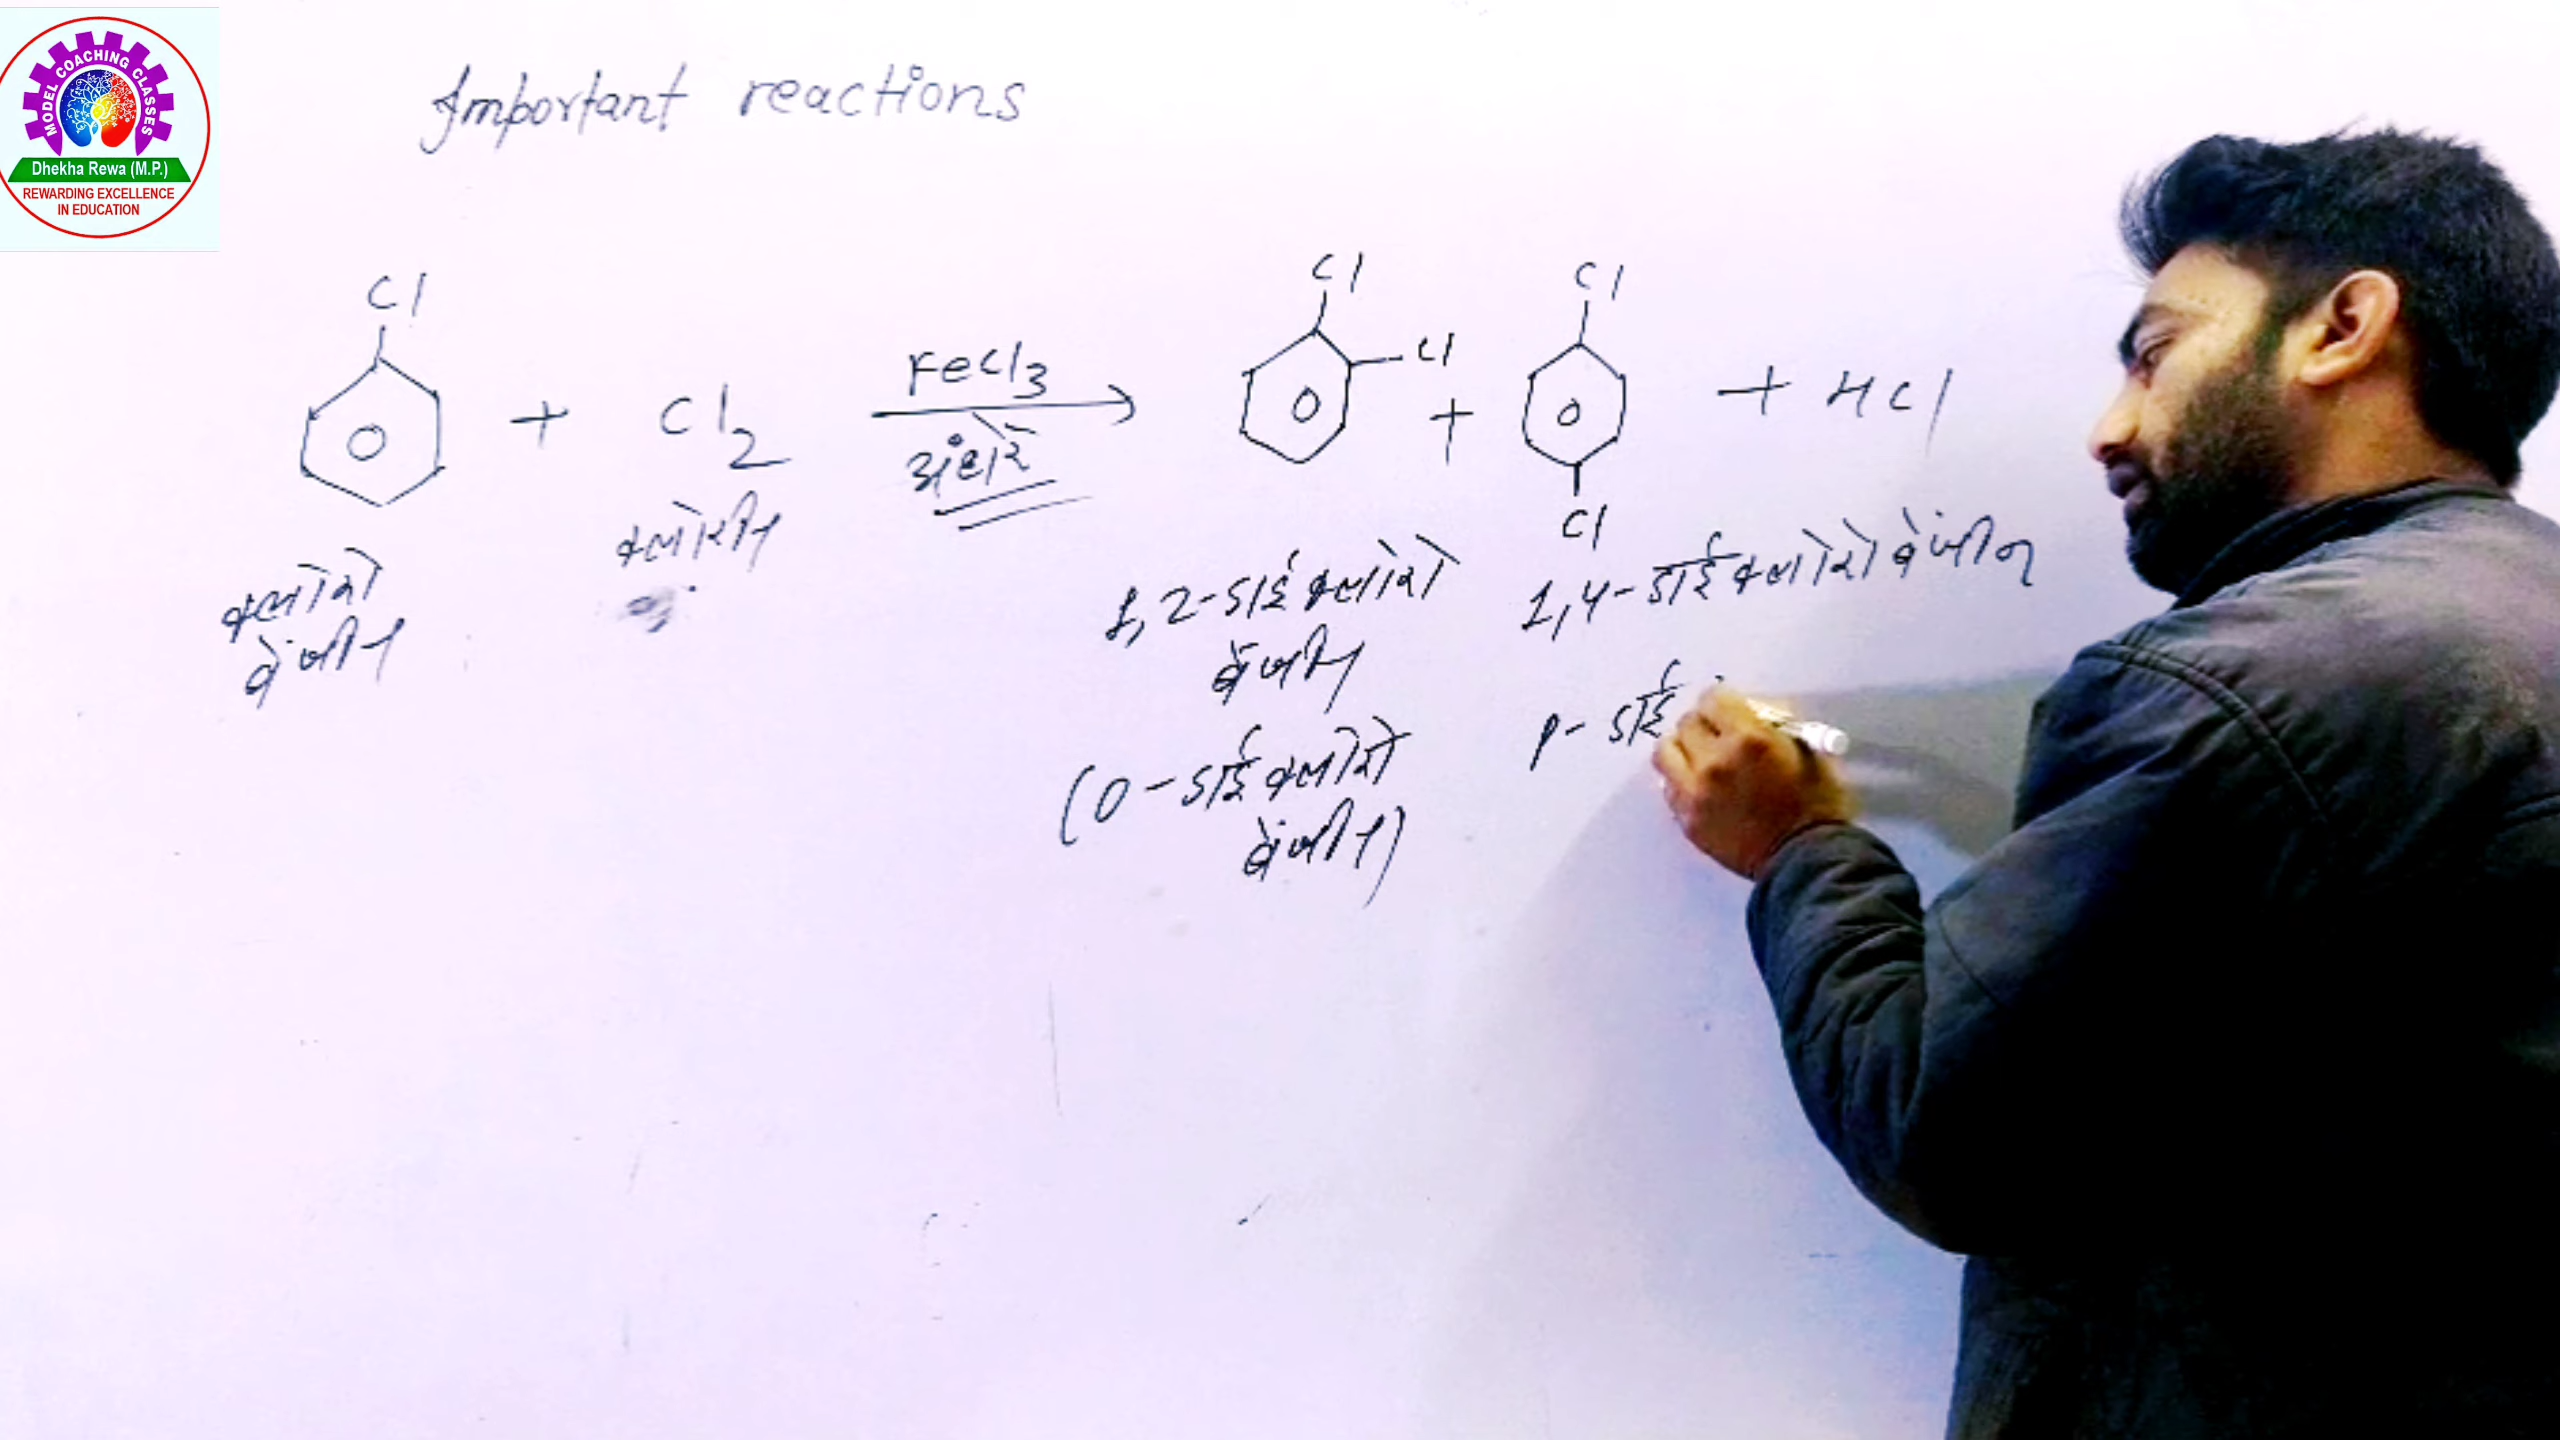 MODEL COACHING CLASSES
Dhekha Rewa (M.P.)
REWARDING EXCELLENCE
IN EDUCATION
Important reactions
Cl
+ Cl2
FeCl3
अंधेरे
Cl
Cl
+
Cl
Cl
+ HCl
क्लोरो
बेंजीन
क्लोरीन
1,2-डाई क्लोरो
बेंजीन
(O-डाई क्लोरो
बेंजीन)
1,4-डाई क्लोरो बेंजीन
P-डाई